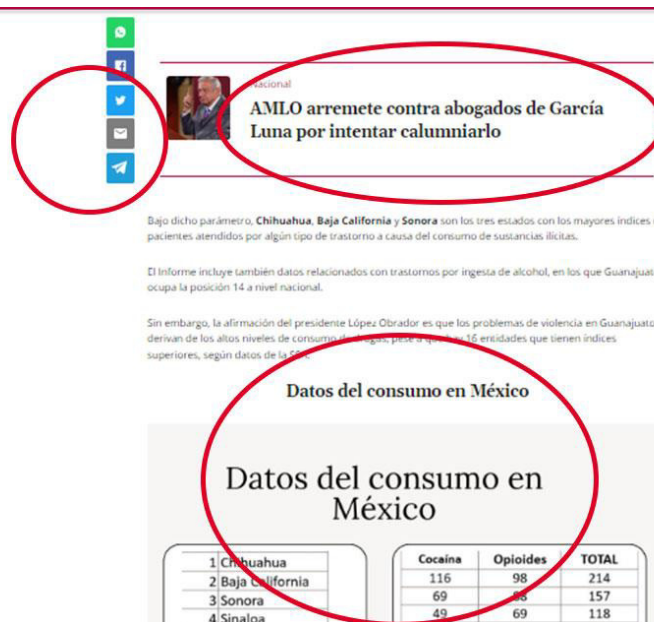 Nacional
AMLO arremete contra abogados de García
Luna por intentar calumniarlo
Bajo dicho parámetro, Chihuahua, Baja California y Sonora son los tres estados con los mayores índices
pacientes atendidos por algún tipo de trastorno a causa del consumo de sustancias ilícitas.
El Informe incluye también datos relacionados con trastornos por ingesta de alcohol, en los que Guanajuat
ocupa la posición 14 a nivel nacional.
Sin embargo, la afirmación del presidente López Obrador es que los problemas de violencia en Guanajuato
derivan de los altos niveles de consumo de drogas, pese a que hay 16 entidades que tienen índices
superiores, según datos de la
Datos del consumo en México
Datos del consumo en
México
1 Chihuahua
2 Baja California
3 Sonora
4 Sinaloa
Cocaína Opioides TOTAL
116 98 214
69 88 157
49 69 118